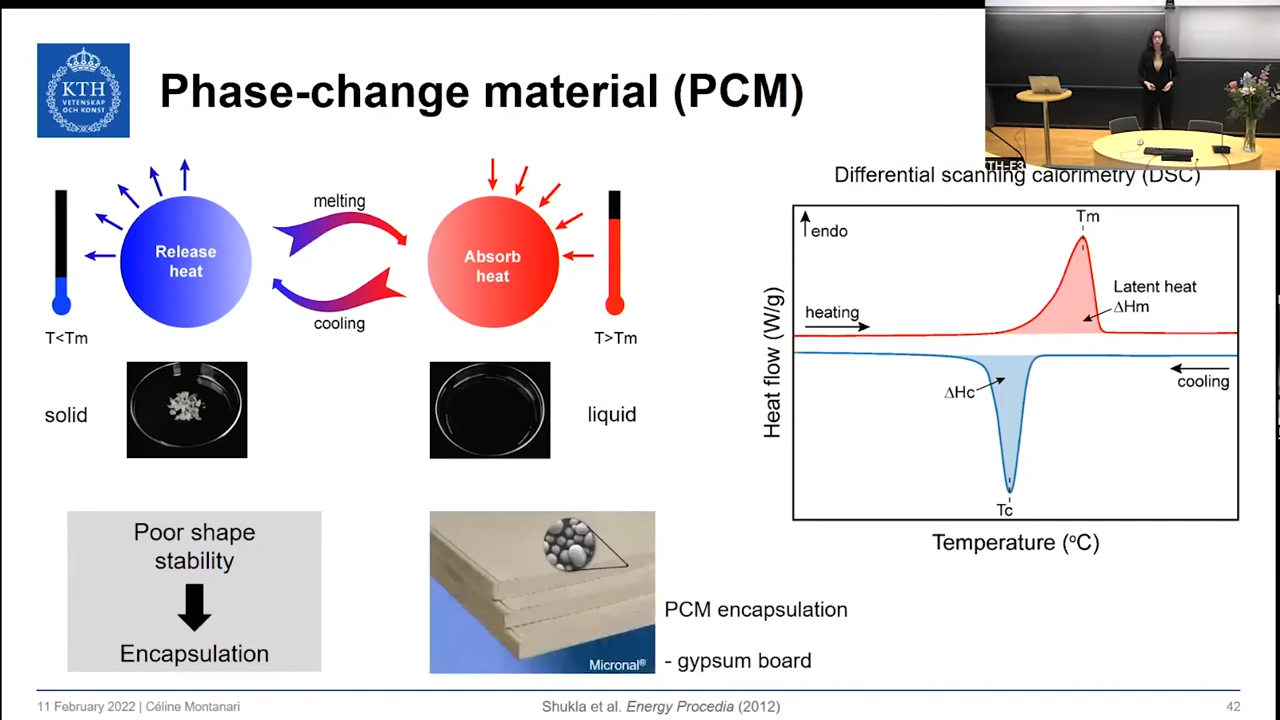 KTH
VETENSKAP
OCH KONST
Phase-change material (PCM)
Release
heat
melting
cooling
Absorb
heat
T<Tm
T>Tm
solid
liquid
Poor shape
stability
Encapsulation
Micronal®
PCM encapsulation
- gypsum board
Differential scanning calorimetry (DSC)
endo
Tm
heating
Latent heat
ΔHm
ΔHc
cooling
Tc
Heat flow (W/g)
Temperature (°C)
11 February 2022 | Céline Montanari
Shukla et al. Energy Procedia (2012)
42